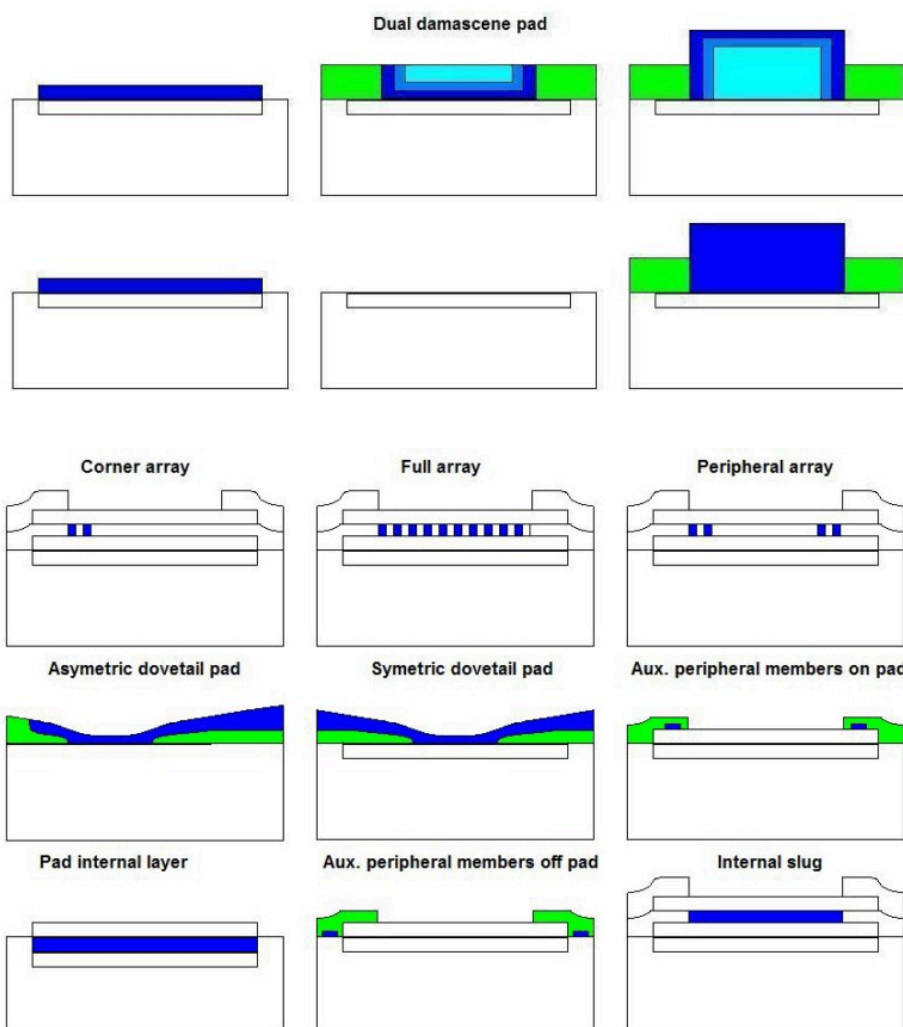 Dual damascene pad
Corner array
Full array
Peripheral array
Asymetric dovetail pad
Symetric dovetail pad
Aux. peripheral members on pad
Pad internal layer
Aux. peripheral members off pad
Internal slug